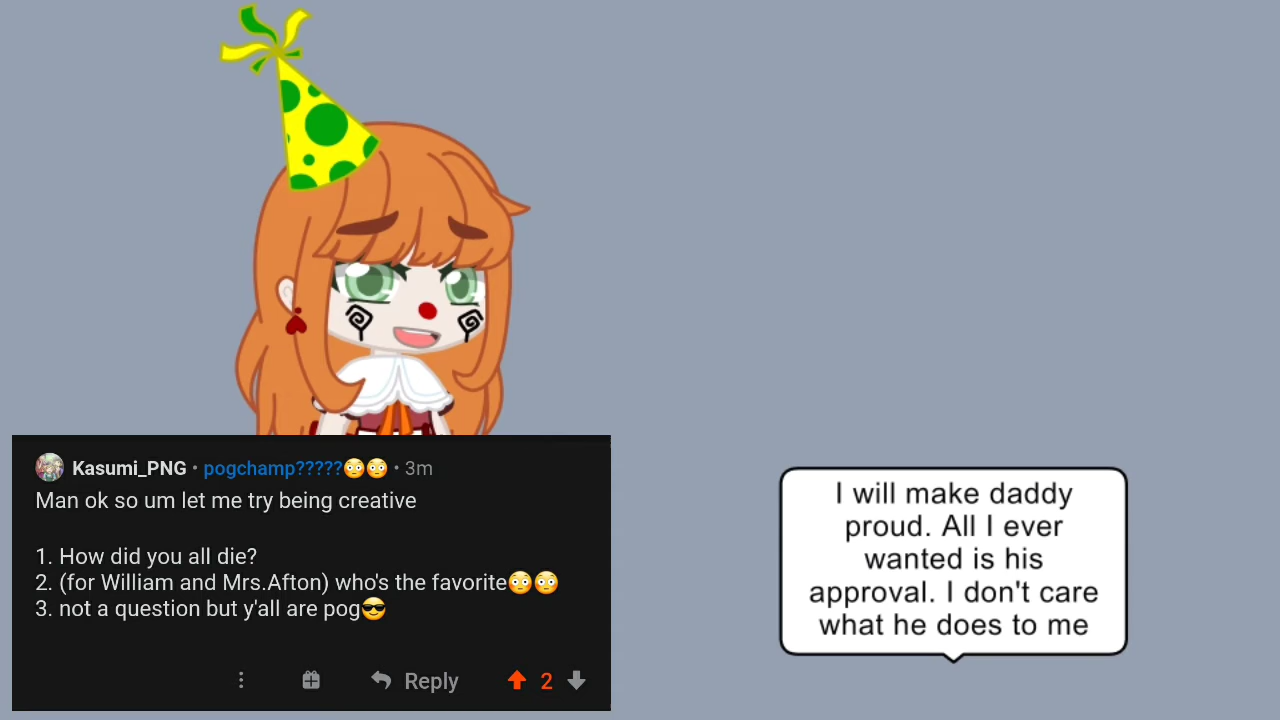 Kasumi_PNG • pogchamp?????😳😳 • 3m
Man ok so um let me try being creative
1. How did you all die?
2. (for William and Mrs.Afton) who's the favorite😳😳
3. not a question but y'all are pog😎
Reply 2
I will make daddy
proud. All I ever
wanted is his
approval. I don't care
what he does to me